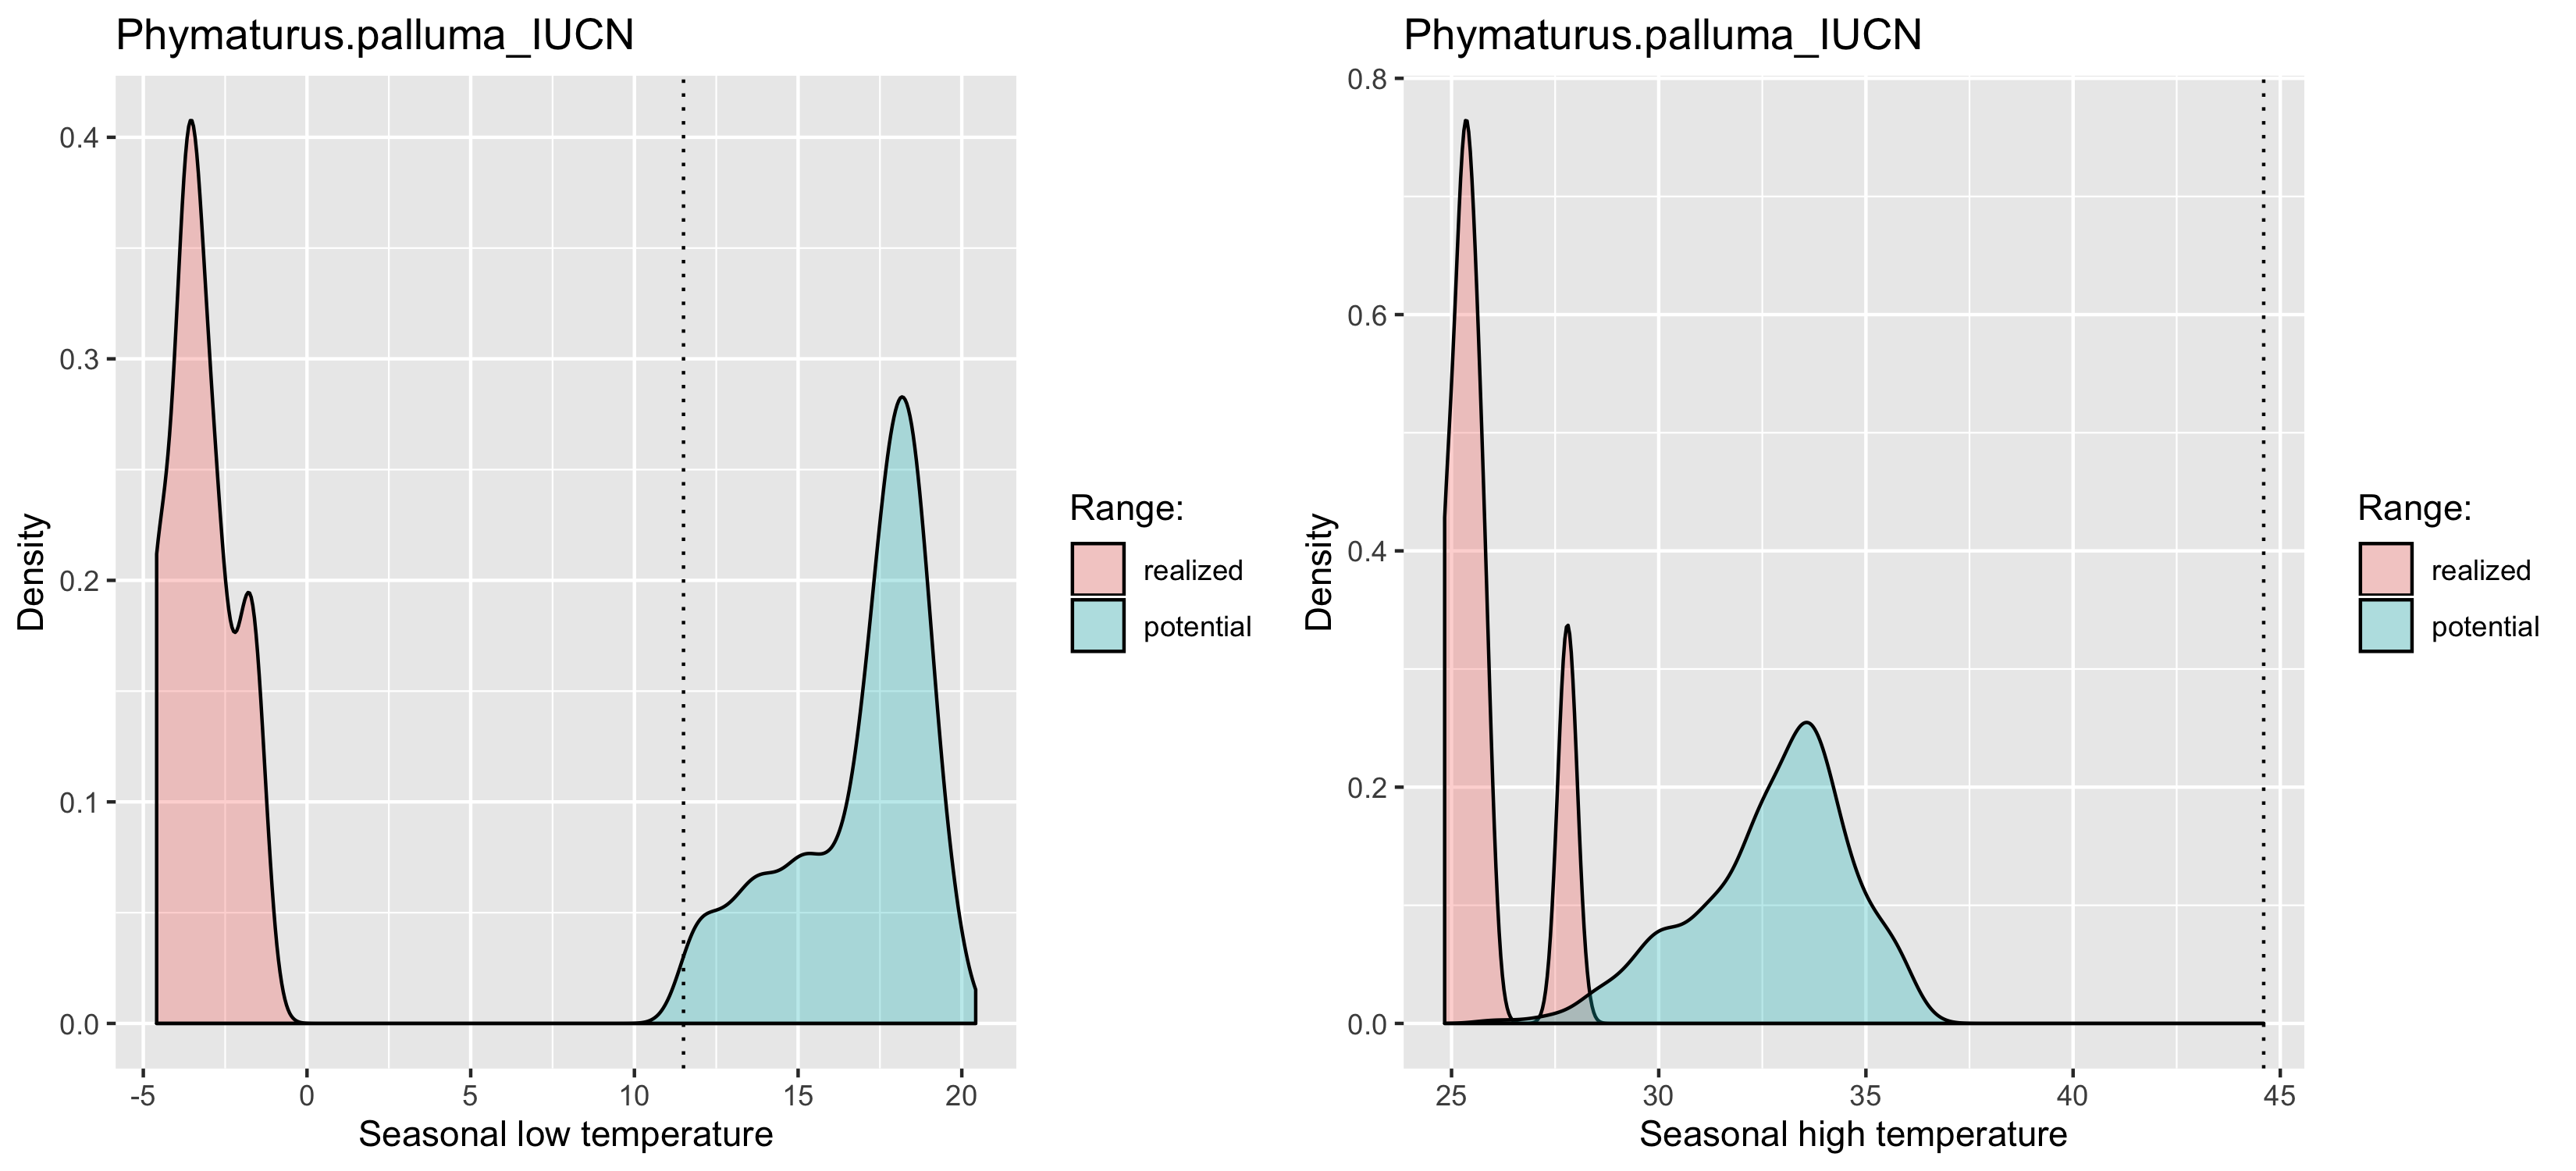 Phymaturus.palluma_IUCN
0.4
0.3
0.2
0.1
0.0
Density
-5 0 5 10 15 20
Seasonal low temperature
Range:
realized
potential
Phymaturus.palluma_IUCN
0.8
0.6
0.4
0.2
0.0
Density
25 30 35 40 45
Seasonal high temperature
Range:
realized
potential